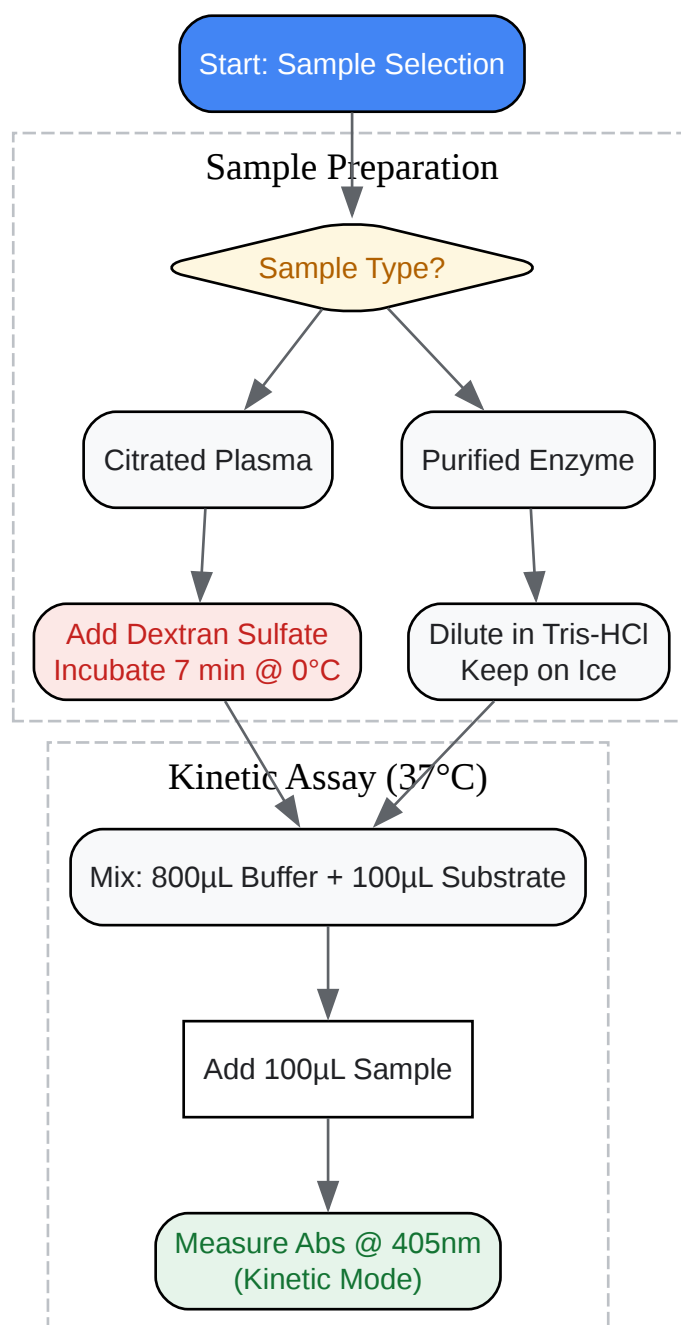 Start: Sample Selection
Sample Preparation
Sample Type?
Citrated Plasma
Purified Enzyme
Add Dextran Sulfate
Incubate 7 min @ 0°C
Dilute in Tris-HCl
Keep on Ice
Kinetic Assay (37°C)
Mix: 800µL Buffer + 100µL Substrate
Add 100µL Sample
Measure Abs @ 405nm
(Kinetic Mode)